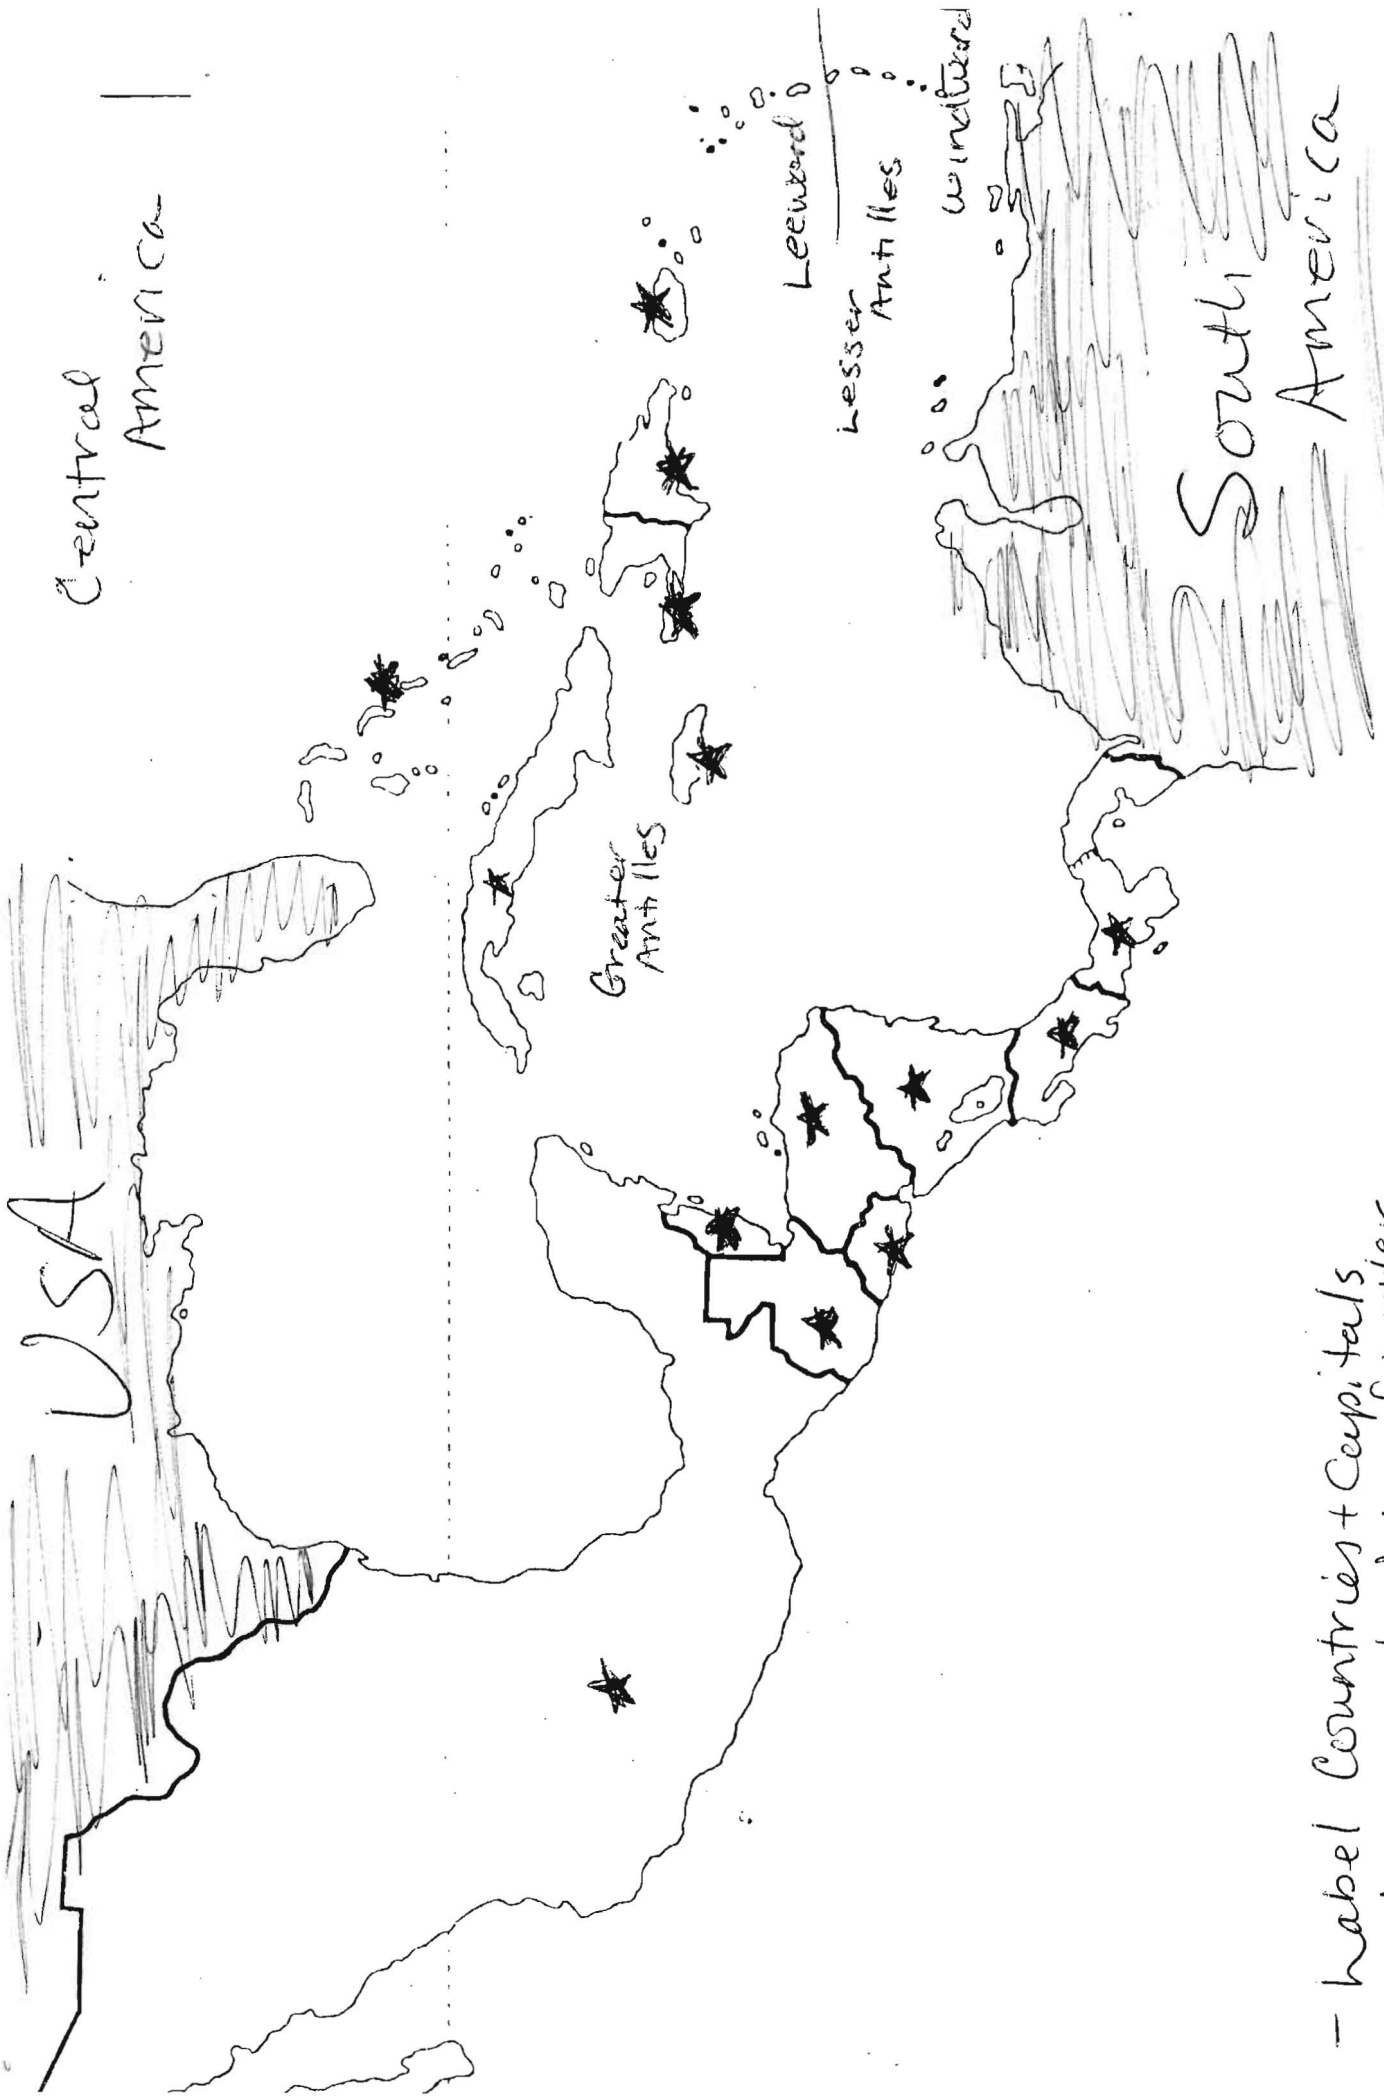 Central
America
USA
Greater
Antilles
Leeward
Lesser
Antilles
Windward
South
America
- Label Countries + Capitals